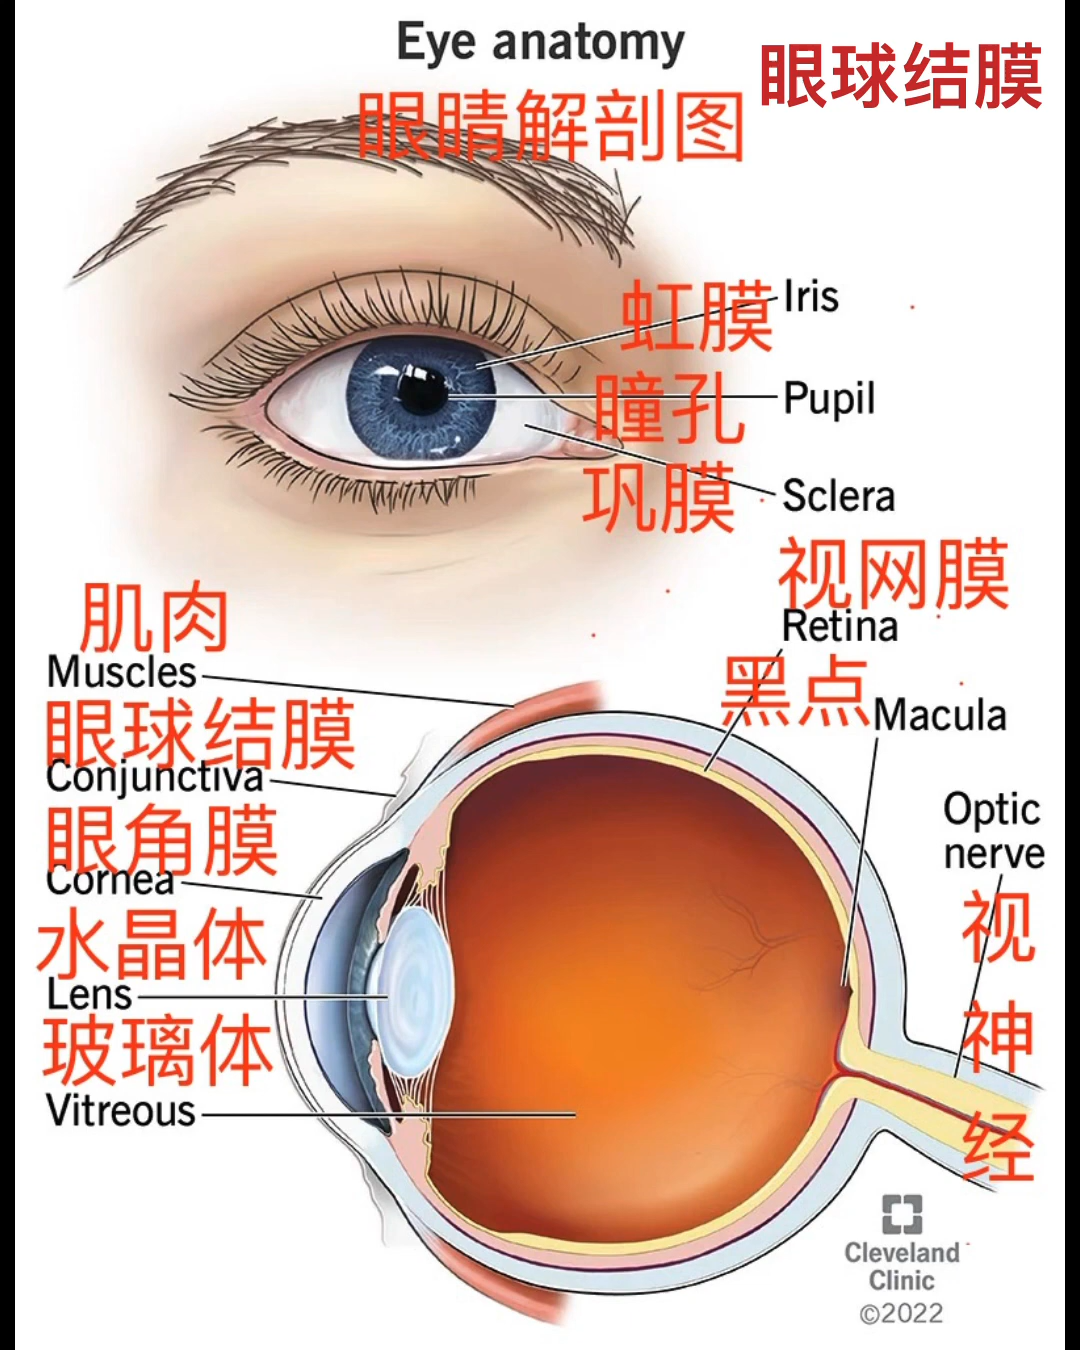 Eye anatomy
眼球结膜
眼睛解剖图
虹膜
Iris
瞳孔
Pupil
巩膜
Sclera
视网膜
Retina
肌肉
Muscles
黑点
Macula
眼球结膜
Conjunctiva
Optic
nerve
眼角膜
Cornea
视
神
经
水晶体
Lens
玻璃体
Vitreous
Cleveland
Clinic
©2022